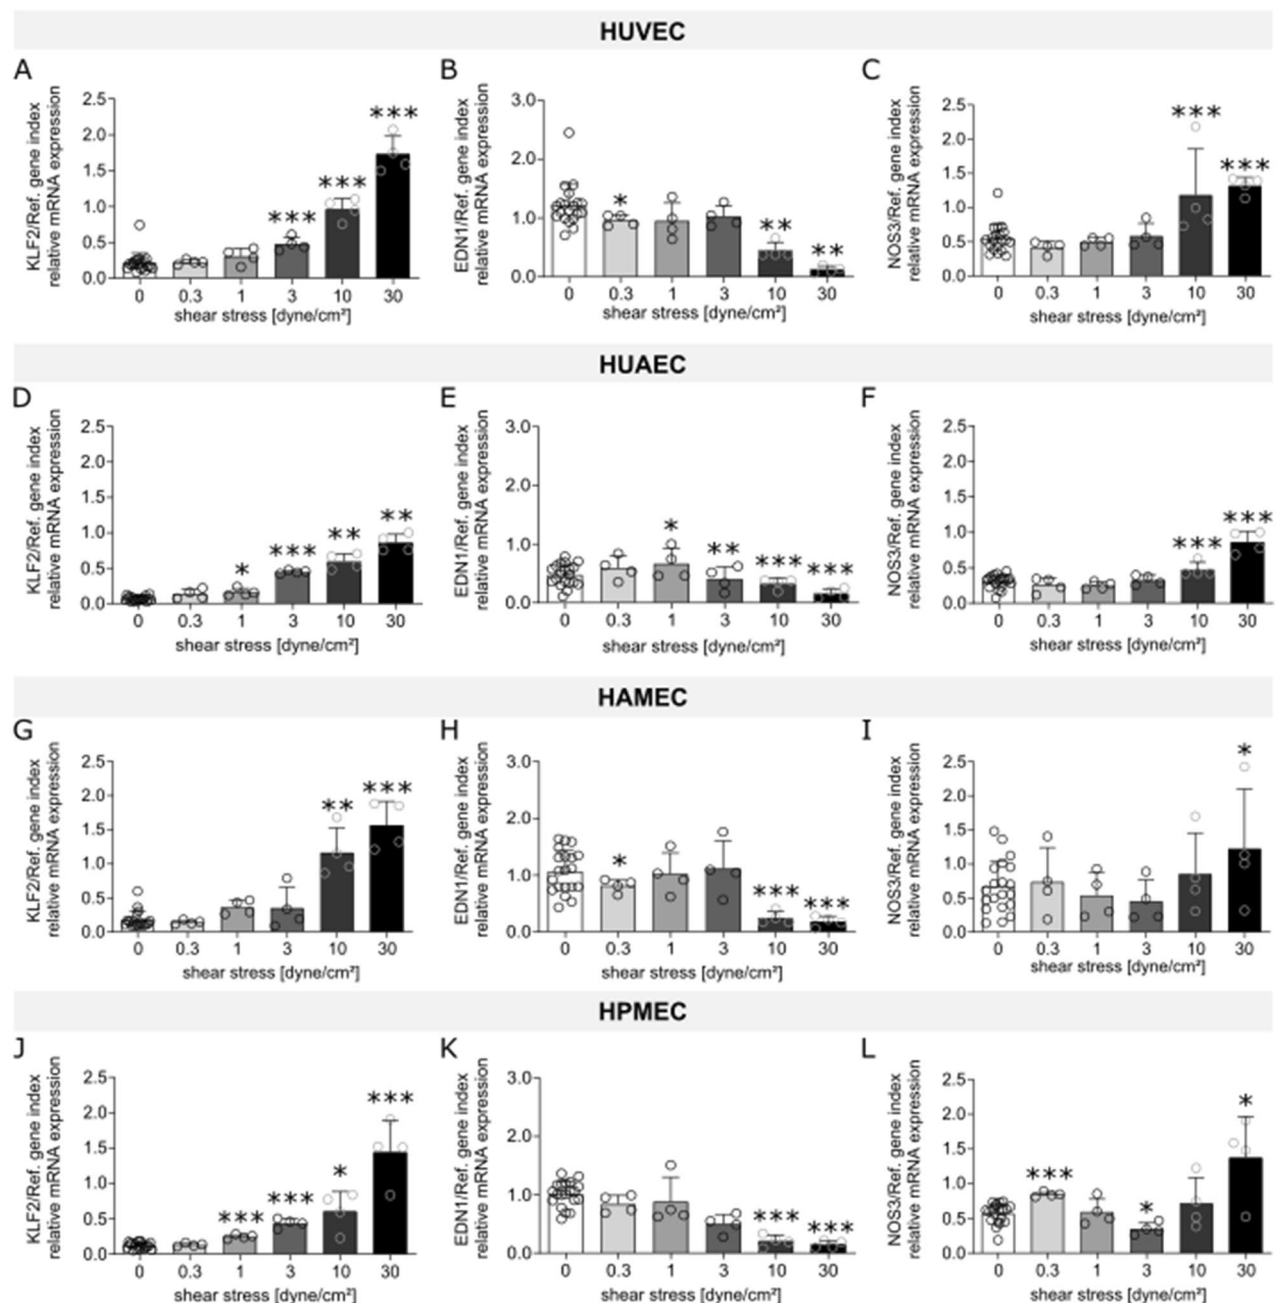 HUVEC
A
KLF2/Ref. gene index
relative mRNA expression
2.5
2.0
1.5
1.0
0.5
0.0
*** *** ***
0 0.3 1 3 10 30
shear stress [dyne/cm²]
B
EDN1/Ref. gene index
relative mRNA expression
3.0
2.0
1.0
0.0
* ** **
0 0.3 1 3 10 30
shear stress [dyne/cm²]
C
NOS3/Ref. gene index
relative mRNA expression
2.5
2.0
1.5
1.0
0.5
0.0
*** ***
0 0.3 1 3 10 30
shear stress [dyne/cm²]
HUAEC
D
KLF2/Ref. gene index
relative mRNA expression
2.5
2.0
1.5
1.0
0.5
0.0
* *** ** **
0 0.3 1 3 10 30
shear stress [dyne/cm²]
E
EDN1/Ref. gene index
relative mRNA expression
3.0
2.0
1.0
0.0
* ** *** ***
0 0.3 1 3 10 30
shear stress [dyne/cm²]
F
NOS3/Ref. gene index
relative mRNA expression
2.5
2.0
1.5
1.0
0.5
0.0
*** ***
0 0.3 1 3 10 30
shear stress [dyne/cm²]
HAMEC
G
KLF2/Ref. gene index
relative mRNA expression
2.5
2.0
1.5
1.0
0.5
0.0
** ***
0 0.3 1 3 10 30
shear stress [dyne/cm²]
H
EDN1/Ref. gene index
relative mRNA expression
3.0
2.0
1.0
0.0
* *** ***
0 0.3 1 3 10 30
shear stress [dyne/cm²]
I
NOS3/Ref. gene index
relative mRNA expression
2.5
2.0
1.5
1.0
0.5
0.0
*
0 0.3 1 3 10 30
shear stress [dyne/cm²]
HPMEC
J
KLF2/Ref. gene index
relative mRNA expression
2.5
2.0
1.5
1.0
0.5
0.0
*** *** * ***
0 0.3 1 3 10 30
shear stress [dyne/cm²]
K
EDN1/Ref. gene index
relative mRNA expression
3.0
2.0
1.0
0.0
*** ***
0 0.3 1 3 10 30
shear stress [dyne/cm²]
L
NOS3/Ref. gene index
relative mRNA expression
2.5
2.0
1.5
1.0
0.5
0.0
*** * *
0 0.3 1 3 10 30
shear stress [dyne/cm²]